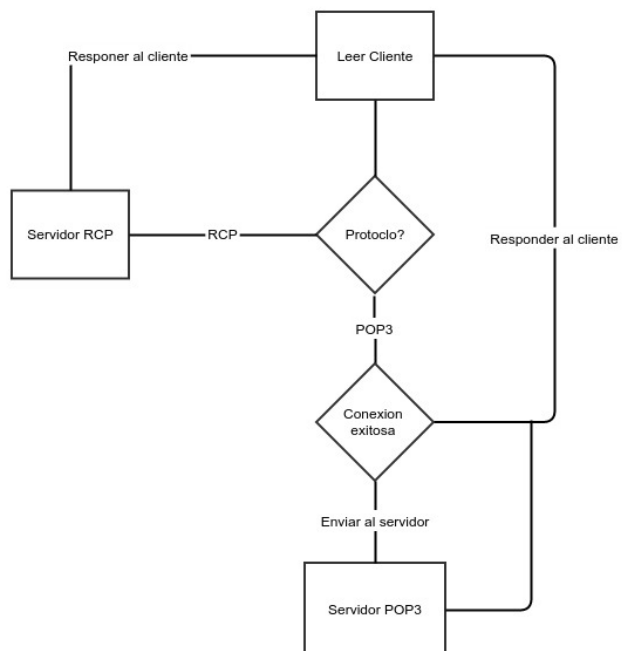 Leer Cliente
Responer al cliente
Servidor RCP
RCP
Protoclo?
Responder al cliente
POP3
Conexion
exitosa
Enviar al servidor
Servidor POP3